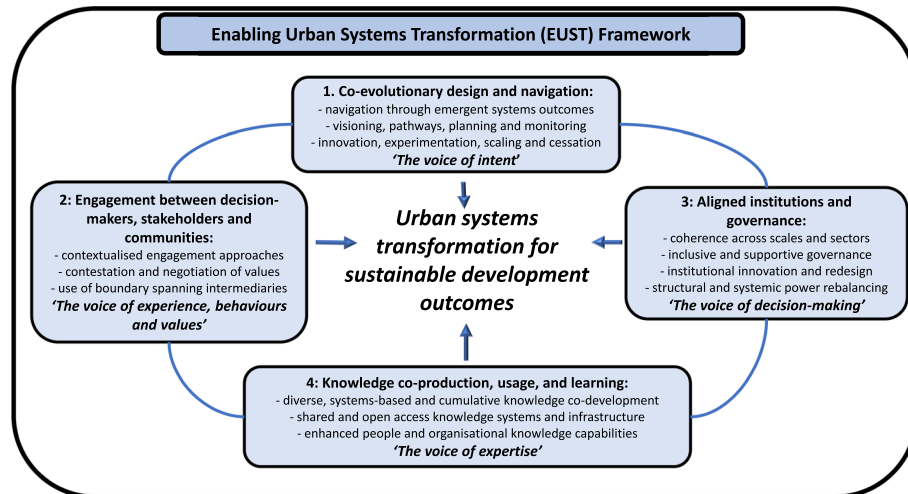 Enabling Urban Systems Transformation (EUST) Framework
1. Co-evolutionary design and navigation:
- navigation through emergent systems outcomes
- visioning, pathways, planning and monitoring
- innovation, experimentation, scaling and cessation
‘The voice of intent’
2: Engagement between decision-
makers, stakeholders and
communities:
- contextualised engagement approaches
- contestation and negotiation of values
- use of boundary spanning intermediaries
‘The voice of experience, behaviours
and values’
Urban systems
transformation for
sustainable development
outcomes
3: Aligned institutions and
governance:
- coherence across scales and sectors
- inclusive and supportive governance
- institutional innovation and redesign
- structural and systemic power rebalancing
‘The voice of decision-making’
4: Knowledge co-production, usage, and learning:
- diverse, systems-based and cumulative knowledge co-development
- shared and open access knowledge systems and infrastructure
- enhanced people and organisational knowledge capabilities
‘The voice of expertise’